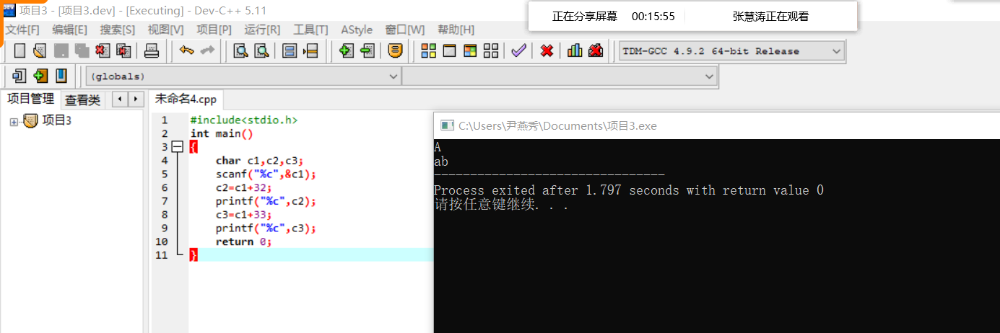 项目3 - [项目3.dev] - [Executing] - Dev-C++ 5.11
正在分享屏幕 00:15:55 张慧涛正在观看
文件[F] 编辑[E] 搜索[S] 视图[V] 项目[P] 运行[R] 工具[T] AStyle 窗口[W] 帮助[H]
TDM-GCC 4.9.2 64-bit Release
(globals)
项目管理 查看类 未命名4.cpp
项目3
1 #include<stdio.h>
2 int main()
3 {
4 char c1,c2,c3;
5 scanf("%c",&c1);
6 c2=c1+32;
7 printf("%c",c2);
8 c3=c1+33;
9 printf("%c",c3);
10 return 0;
11 }
C:\Users\尹燕秀\Documents\项目3.exe
A
ab
--------------------------------
Process exited after 1.797 seconds with return value 0
请按任意键继续. . .